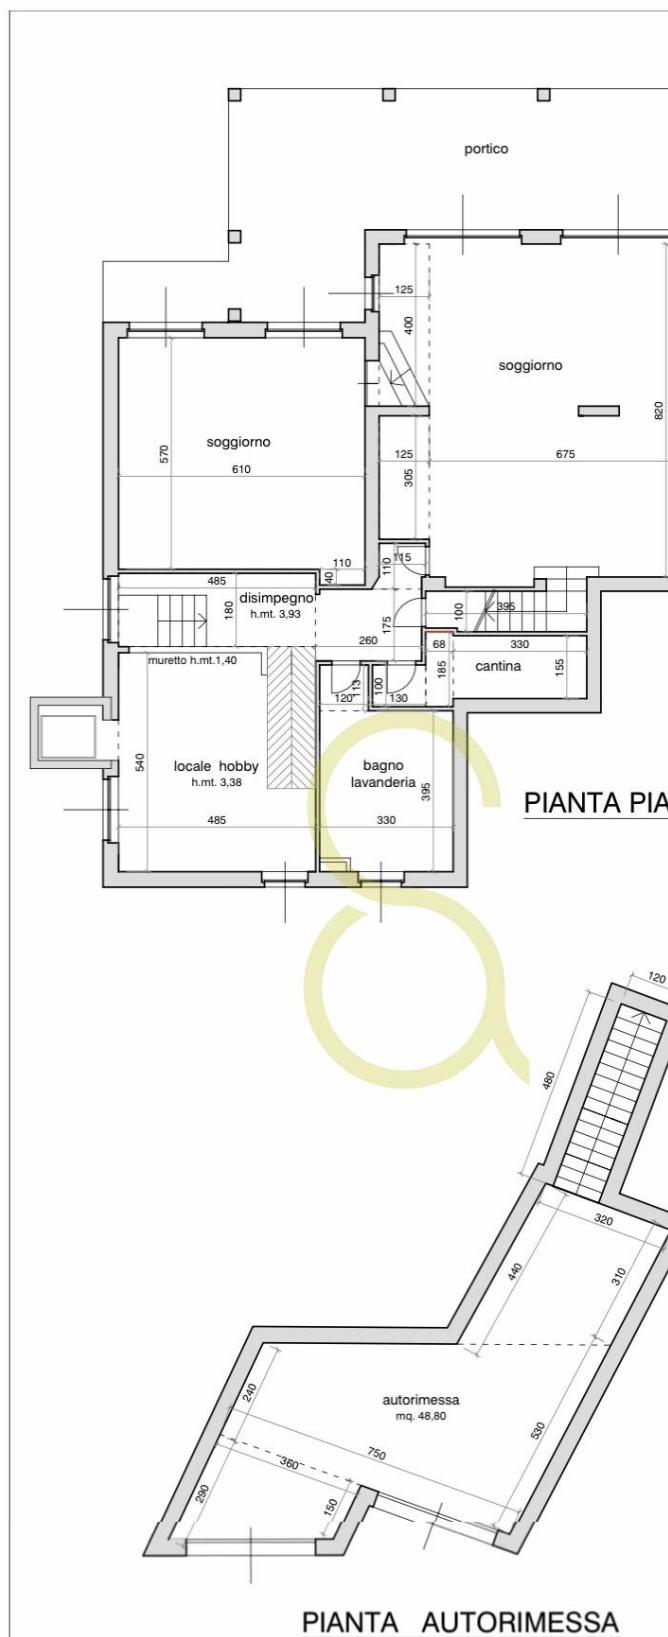 portico
125
400
soggiorno
820
soggiorno
570
610
125
305
675
110
40
110
115
485
disimpegno
h.mt. 3,93
180
175
100
395
260
68
330
muretto h.mt.1,40
cantina
155
185
113
100
120
130
540
locale hobby
h.mt. 3,38
bagno
lavanderia
395
485
330
PIANTA PIA
120
480
320
440
310
240
autorimessa
mq. 48,80
530
750
360
290
150
PIANTA AUTORIMESSA